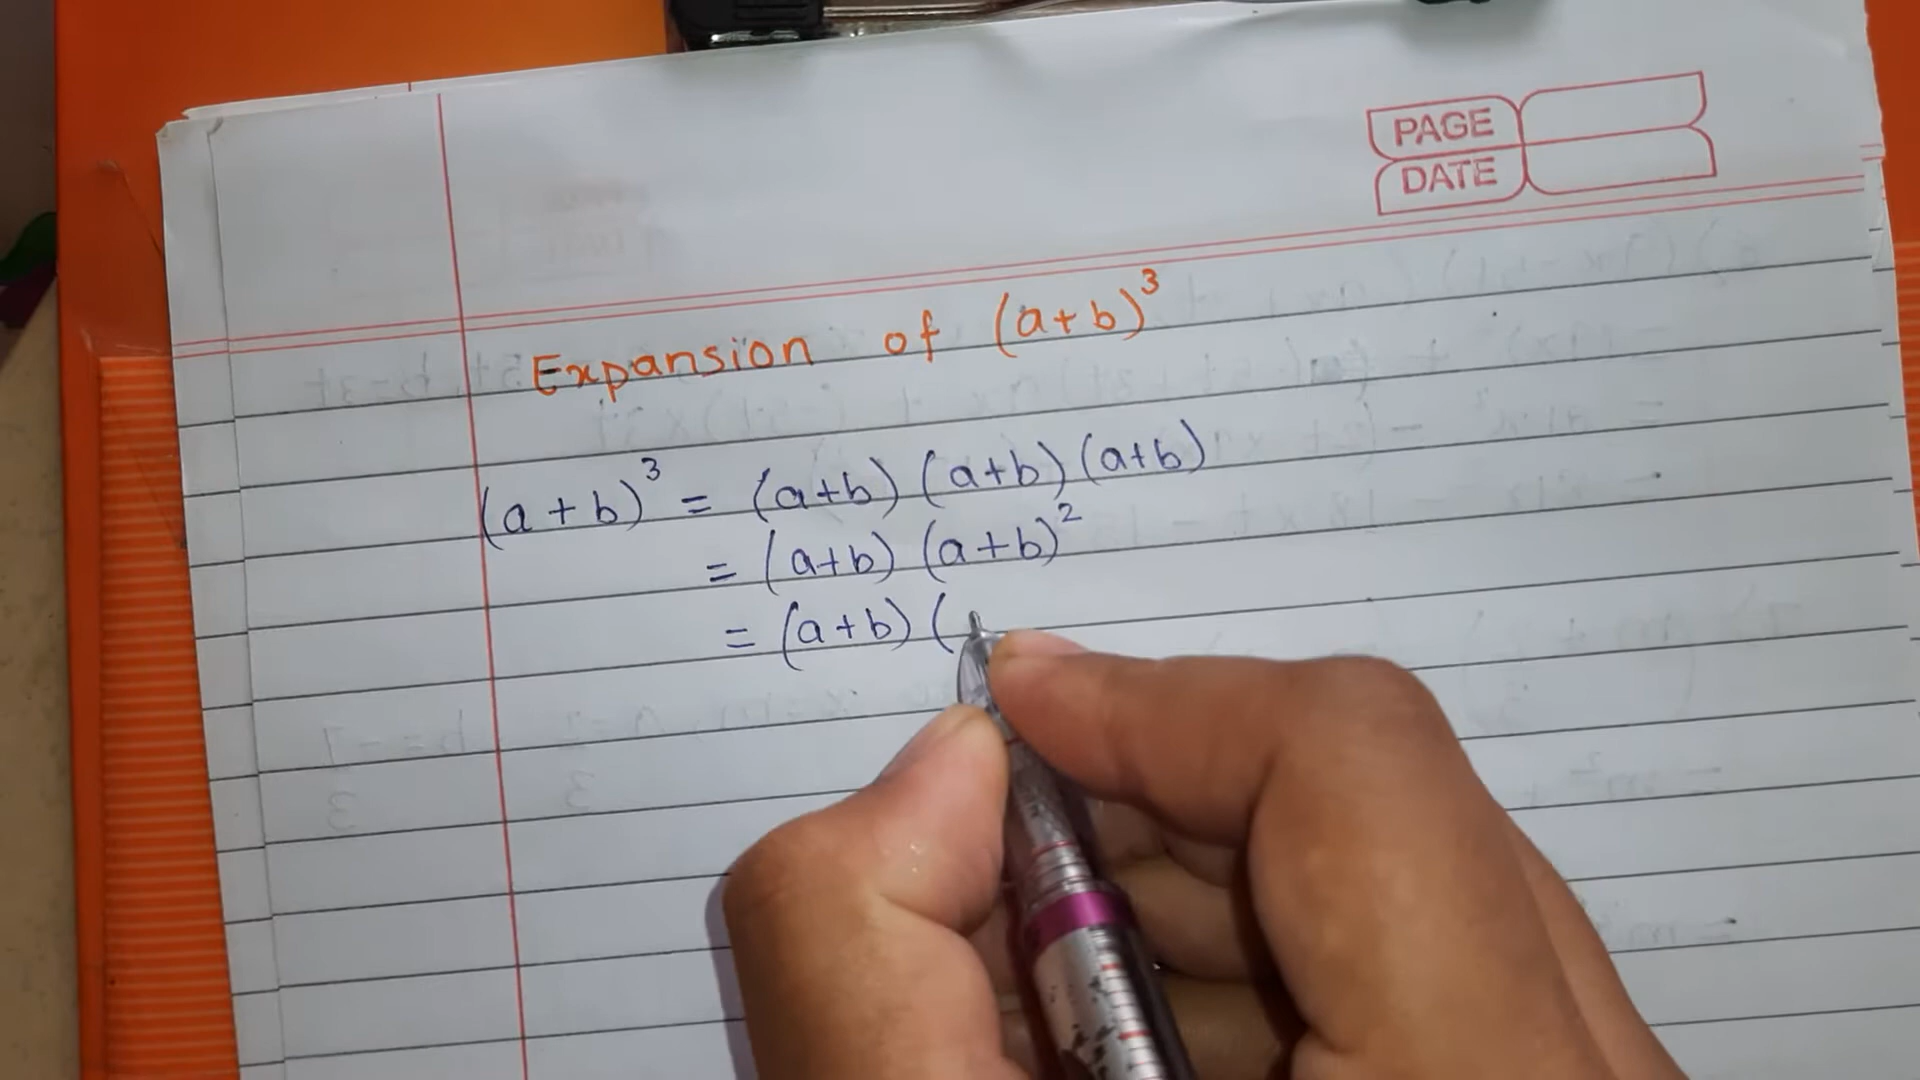 PAGE
DATE
Expansion of (a+b)³
(a+b)³ = (a+b) (a+b) (a+b)
= (a+b) (a+b)²
= (a+b) (